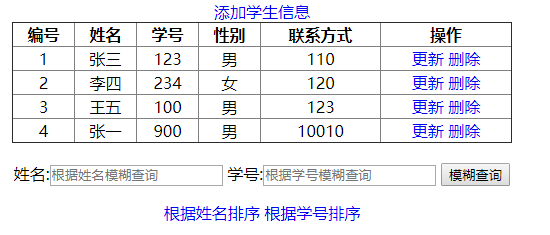 添加学生信息
编号 姓名 学号 性别 联系方式 操作
1 张三 123 男 110 更新 删除
2 李四 234 女 120 更新 删除
3 王五 100 男 123 更新 删除
4 张一 900 男 10010 更新 删除
姓名:根据姓名模糊查询 学号:根据学号模糊查询 模糊查询
根据姓名排序 根据学号排序